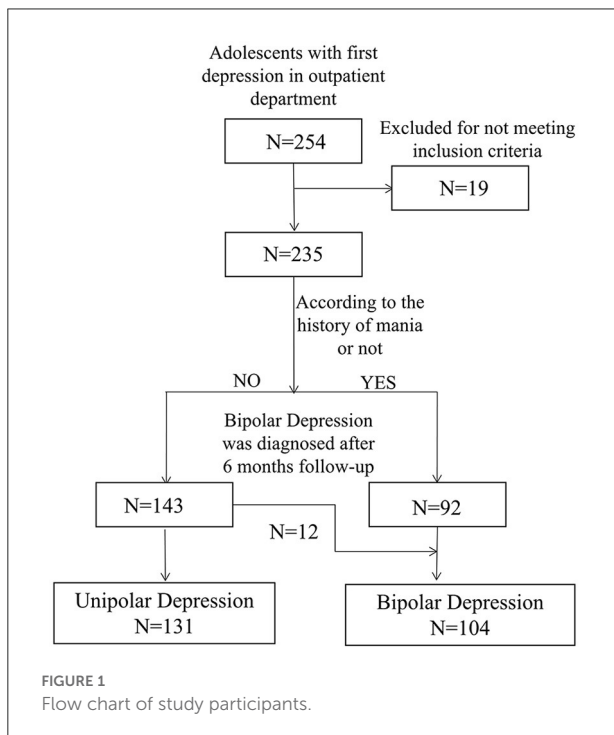 Adolescents with first
depression in outpatient
department
N=254
Excluded for not meeting
inclusion criteria
N=19
N=235
According to the
history of mania
or not
NO
YES
Bipolar Depression
was diagnosed after
6 months follow-up
N=143
N=92
N=12
Unipolar Depression
N=131
Bipolar Depression
N=104
FIGURE 1
Flow chart of study participants.